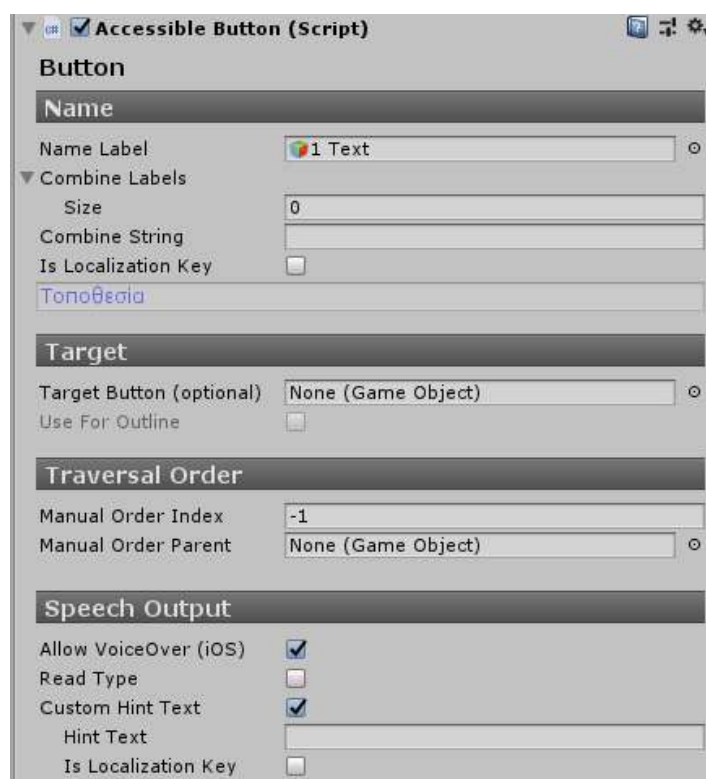 Accessible Button (Script)
Button
Name
Name Label 1 Text
Combine Labels
Size 0
Combine String
Is Localization Key
Τοποθεσία
Target
Target Button (optional) None (Game Object)
Use For Outline
Traversal Order
Manual Order Index -1
Manual Order Parent None (Game Object)
Speech Output
Allow VoiceOver (iOS)
Read Type
Custom Hint Text
Hint Text
Is Localization Key